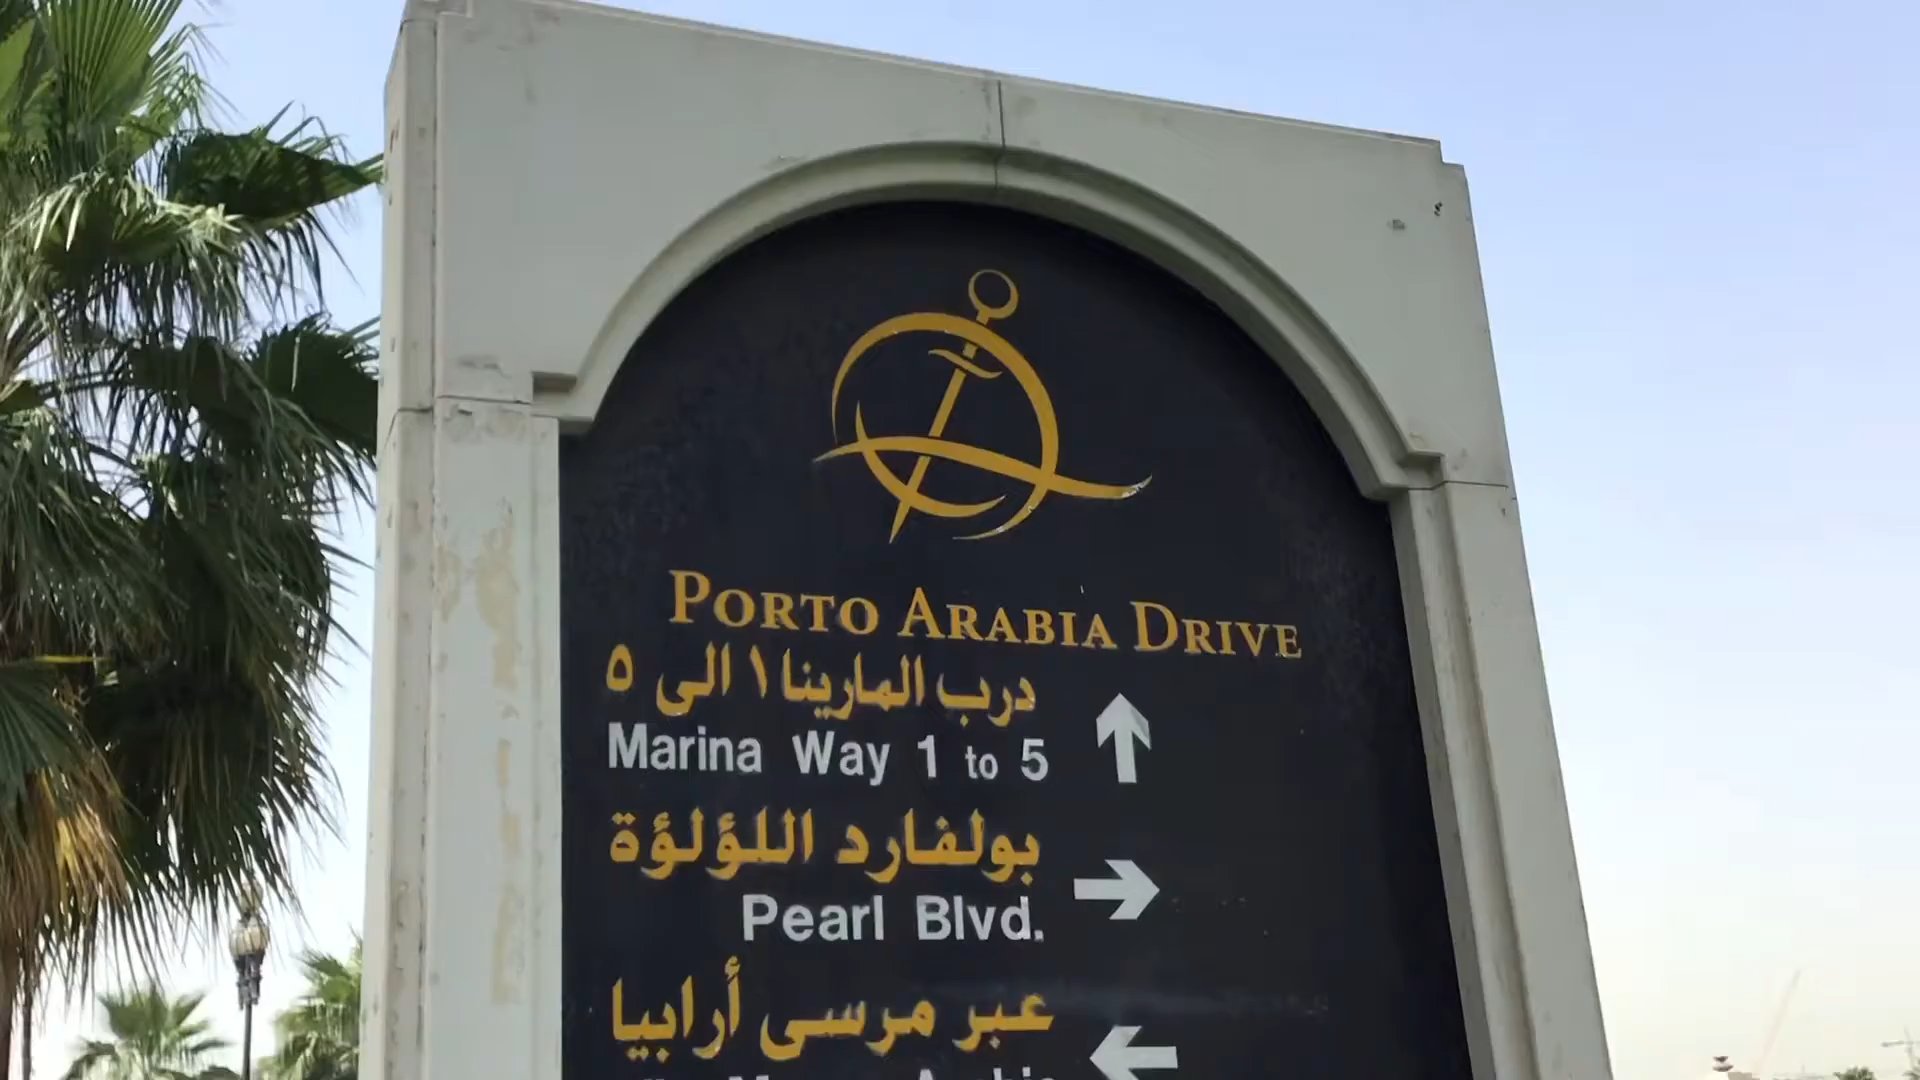 PORTO ARABIA DRIVE
درب المارينا ١ الى ٥
Marina Way 1 to 5
بولفارد اللؤلؤة
Pearl Blvd.
عبر مرسى أرابيا